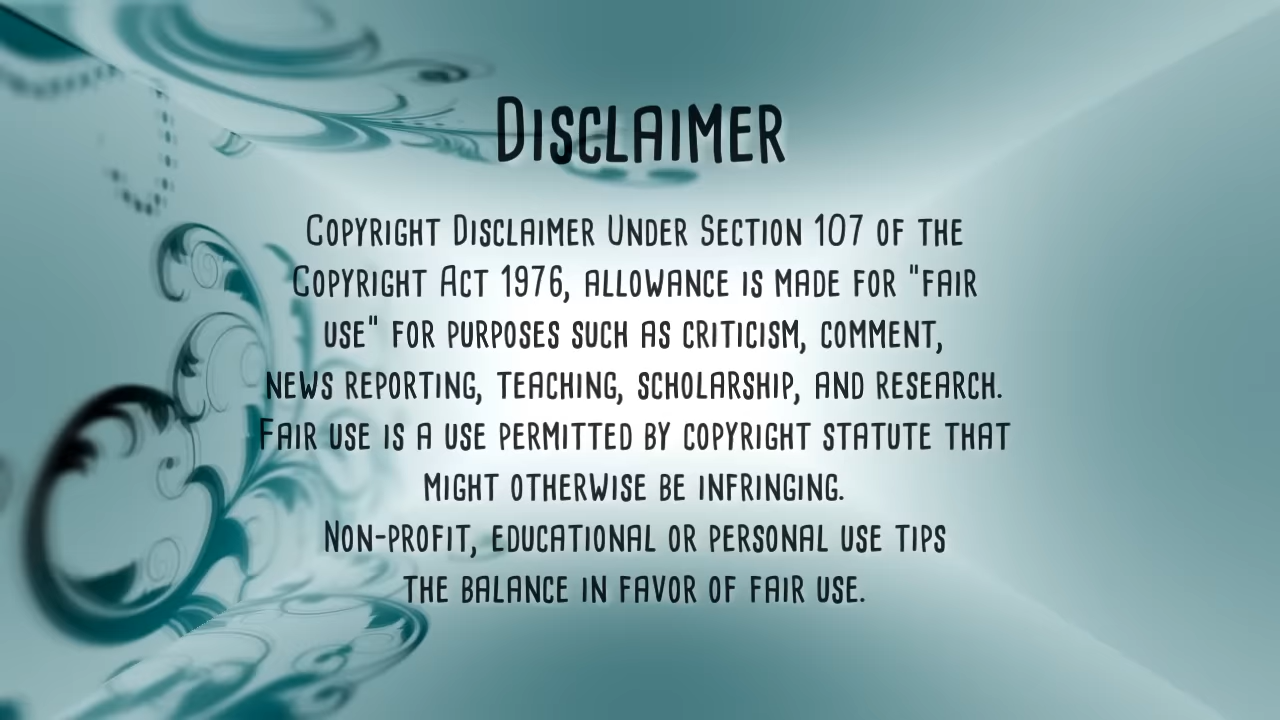 Disclaimer
Copyright Disclaimer Under Section 107 of the
Copyright Act 1976, allowance is made for "fair
use" for purposes such as criticism, comment,
news reporting, teaching, scholarship, and research.
Fair use is a use permitted by copyright statute that
might otherwise be infringing.
Non-profit, educational or personal use tips
the balance in favor of fair use.